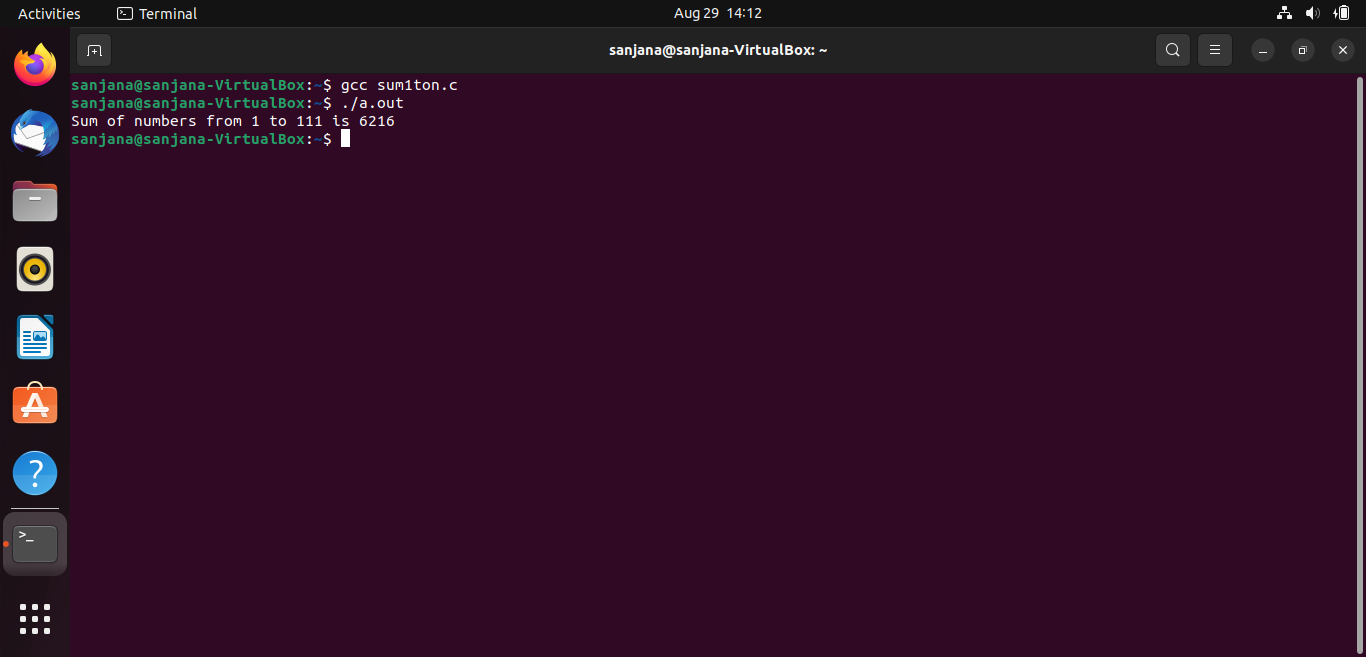 Activities Terminal Aug 29 14:12
sanjana@sanjana-VirtualBox: ~
sanjana@sanjana-VirtualBox:~$ gcc sum1ton.c
sanjana@sanjana-VirtualBox:~$ ./a.out
Sum of numbers from 1 to 111 is 6216
sanjana@sanjana-VirtualBox:~$